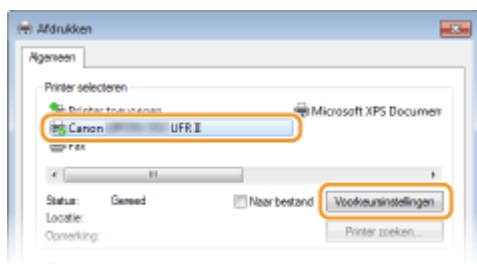 Afdrukken
Algemeen
Printer selecteren
Printer toevoegen
Microsoft XPS Documen
Canon UFR II
Fax
Status: Gereed
Naar bestand
Voorkeursinstellingen
Locatie:
Opmerking:
Printer zoeken...